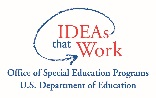 IDEAs
that
Work
Office of Special Education Programs
U.S. Department of Education